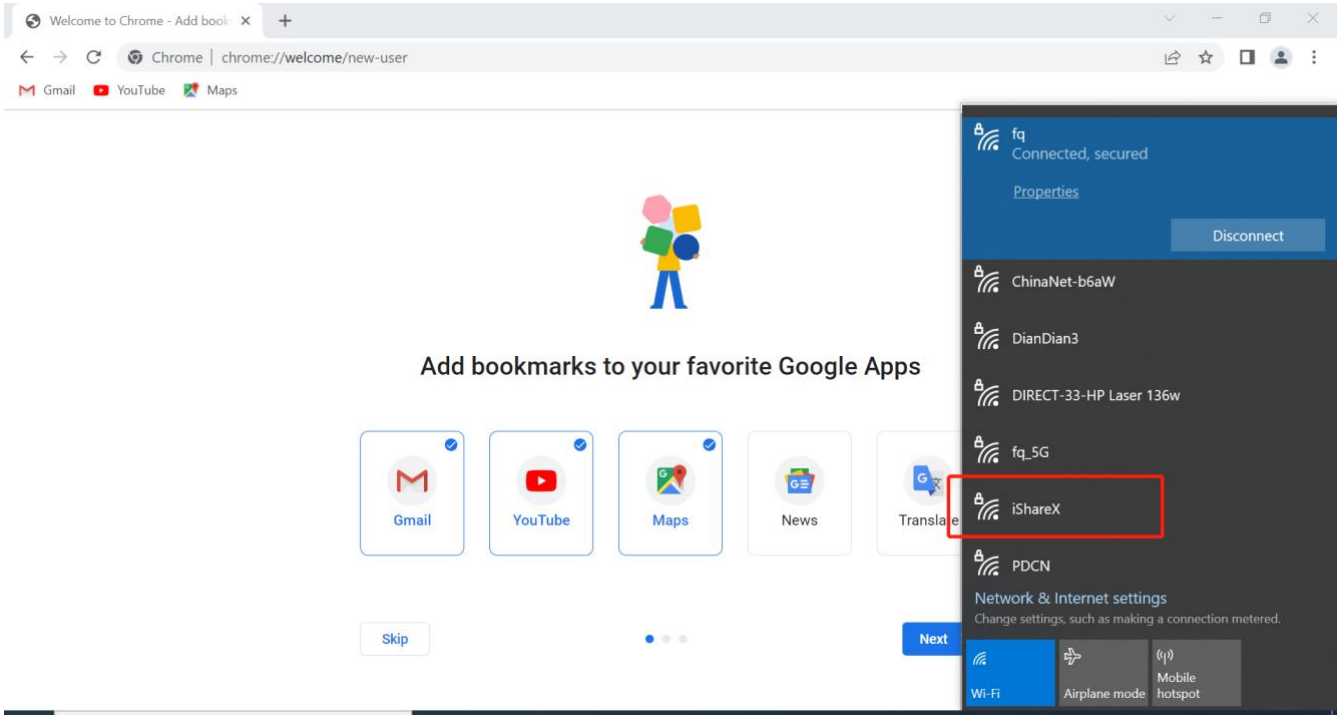 Welcome to Chrome - Add book
Chrome | chrome://welcome/new-user
Gmail YouTube Maps
fq
Connected, secured
Properties
Disconnect
ChinaNet-b6aW
DianDian3
DIRECT-33-HP Laser 136w
fq_5G
iShareX
PDCN
Network & Internet settings
Change settings, such as making a connection metered.
Wi-Fi
Airplane mode
Mobile
hotspot
Add bookmarks to your favorite Google Apps
Gmail YouTube Maps News Translate
Skip
Next